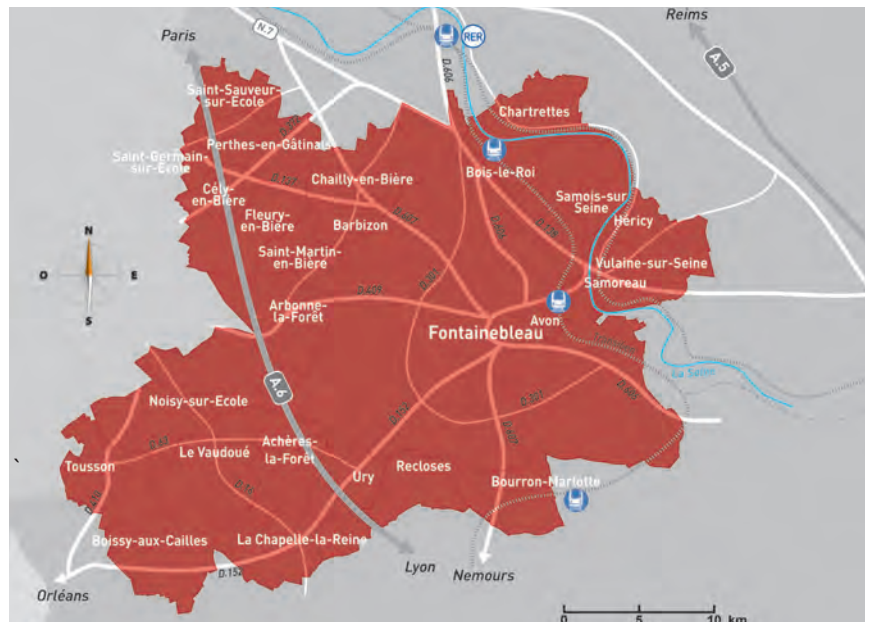 Paris
N.7
RER
Reims
A.5
D.606
Saint-Sauveur-
sur-Ecole
Chartrettes
Perthes-en-Gâtinais
Saint-Germain-
sur-Ecole
Chailly-en-Bière
Bois-le-Roi
Cély-
en-Bière
Samois-sur
Seine
Fleury-
en-Bière
Barbizon
Héricy
Saint-Martin-
en-Bière
Vulaine-sur-Seine
Samoreau
N
O
E
S
Arbonne-
la-Forêt
Avon
Fontainebleau
La Seine
A.6
Noisy-sur-Ecole
Le Vaudoué
Achères-
la-Forêt
Tousson
Ury
Recloses
Bourron-Marlotte
Boissy-aux-Cailles
La Chapelle-la-Reine
D.152
Lyon
Nemours
Orléans
0 5 10 km